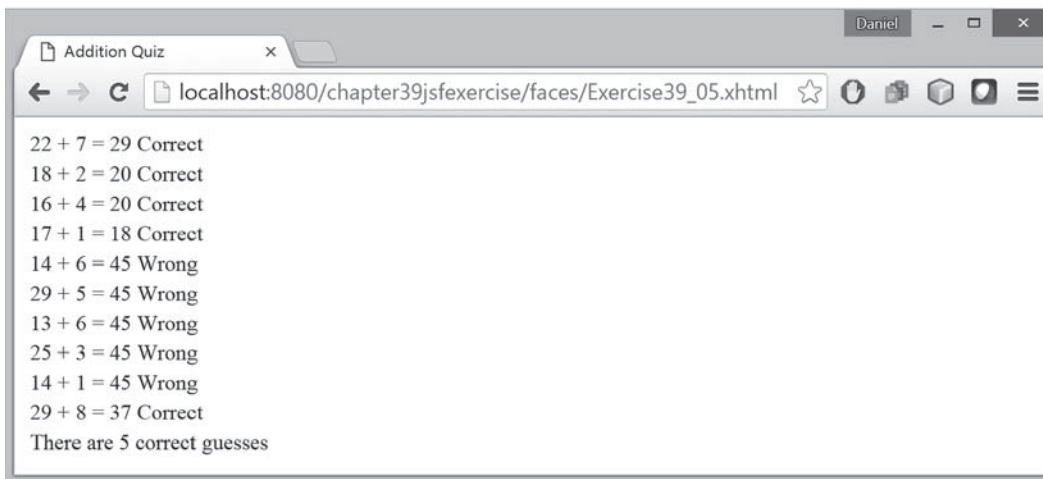 Daniel
Addition Quiz
localhost:8080/chapter39jsfexercise/faces/Exercise39_05.xhtml
22 + 7 = 29 Correct
18 + 2 = 20 Correct
16 + 4 = 20 Correct
17 + 1 = 18 Correct
14 + 6 = 45 Wrong
29 + 5 = 45 Wrong
13 + 6 = 45 Wrong
25 + 3 = 45 Wrong
14 + 1 = 45 Wrong
29 + 8 = 37 Correct
There are 5 correct guesses